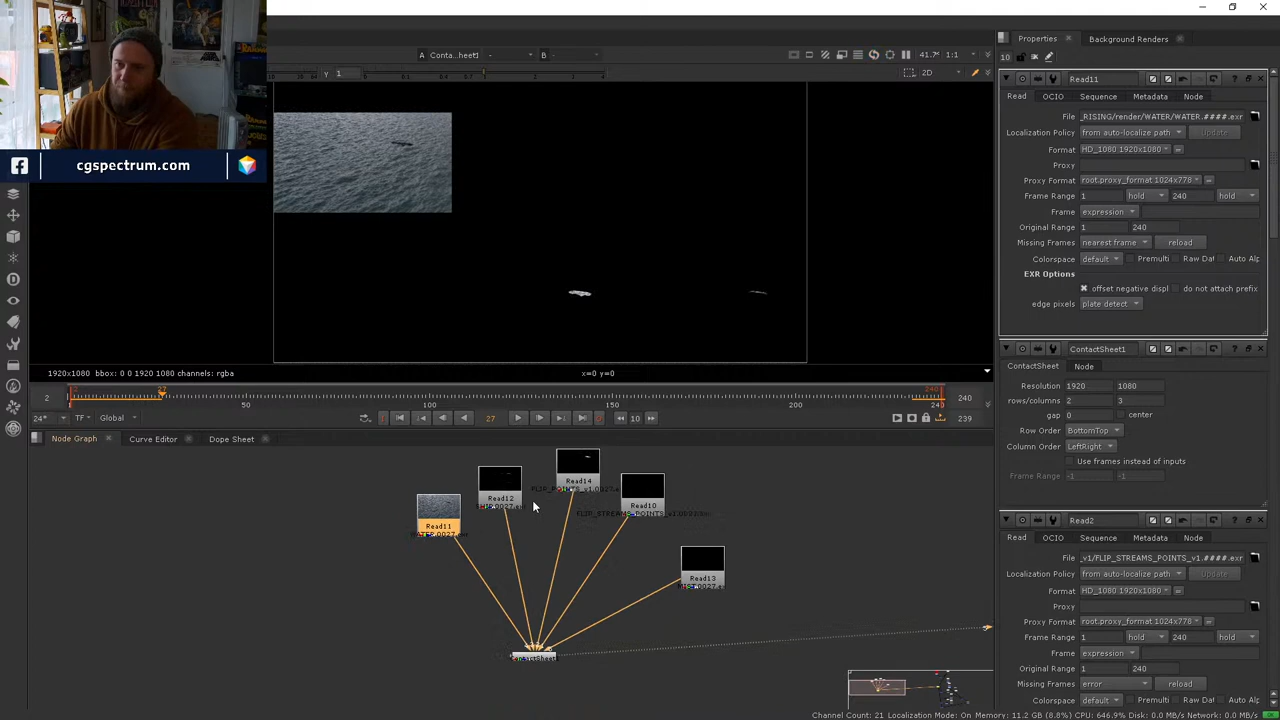 cgspectrum.com
A Conta...heet1 - B -
41.7% 1:1
Y 1
2D
1920x1080 bbox: 0 0 1920 1080 channels: rgba x=0 y=0
2 2 27 50 100 150 200 240 240
24* TF Global 27 10 239
Node Graph Curve Editor Dope Sheet
Read14
Read12
Read10
Read11
Read13
Properties Background Renders
10
Read11
Read OCIO Sequence Metadata Node
File _RISING/render/WATER/WATER.####.exr
Localization Policy from auto-localize path Update
Format HD_1080 1920x1080
Proxy
Proxy Format root.proxy_format 1024x778
Frame Range 1 hold 240 hold
Frame expression
Original Range 1 240
Missing Frames nearest frame reload
Colorspace default Premulti Raw Dat Auto Alp
EXR Options
offset negative displ do not attach prefix
edge pixels plate detect
ContactSheet1
ContactSheet Node
Resolution 1920 1080
rows/columns 2 3
gap 0 center
Row Order BottomTop
Column Order LeftRight
Use frames instead of inputs
Frame Range -1 -1
Read2
Read OCIO Sequence Metadata Node
File _v1/FLIP_STREAMS_POINTS_v1.####.exr
Localization Policy from auto-localize path Update
Format HD_1080 1920x1080
Proxy
Proxy Format root.proxy_format 1024x778
Frame Range 1 hold 240 hold
Frame expression
Original Range 1 240
Missing Frames error reload
Colorspace default Premulti Raw Dat Auto Alp
Channel Count: 21 Localization Mode: On Memory: 11.2 GB (8.8%) CPU: 646.9% Disk: 0.0 MB/s Network: 0.0 MB/s